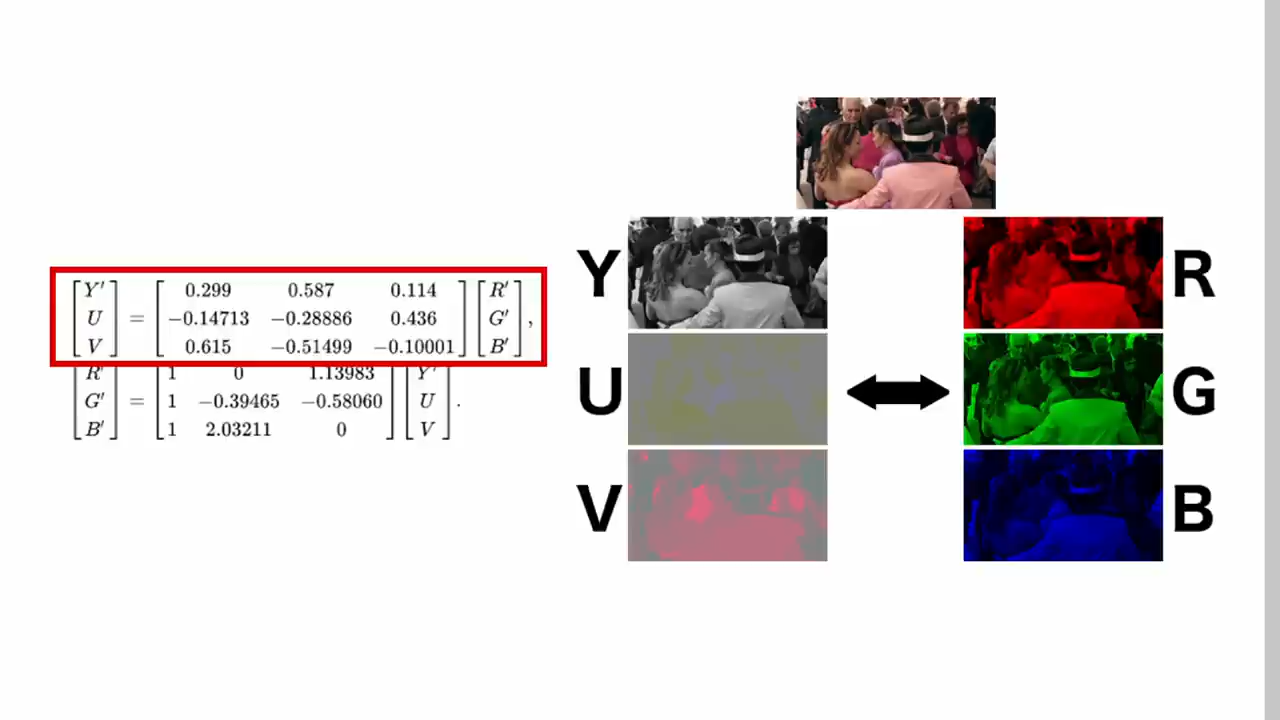 [Y′ U V] = [0.299 0.587 0.114; −0.14713 −0.28886 0.436; 0.615 −0.51499 −0.10001] [R′ G′ B′],
[R′ G′ B′] = [1 0 1.13983; 1 −0.39465 −0.58060; 1 2.03211 0] [Y′ U V].
Y
R
U
G
V
B